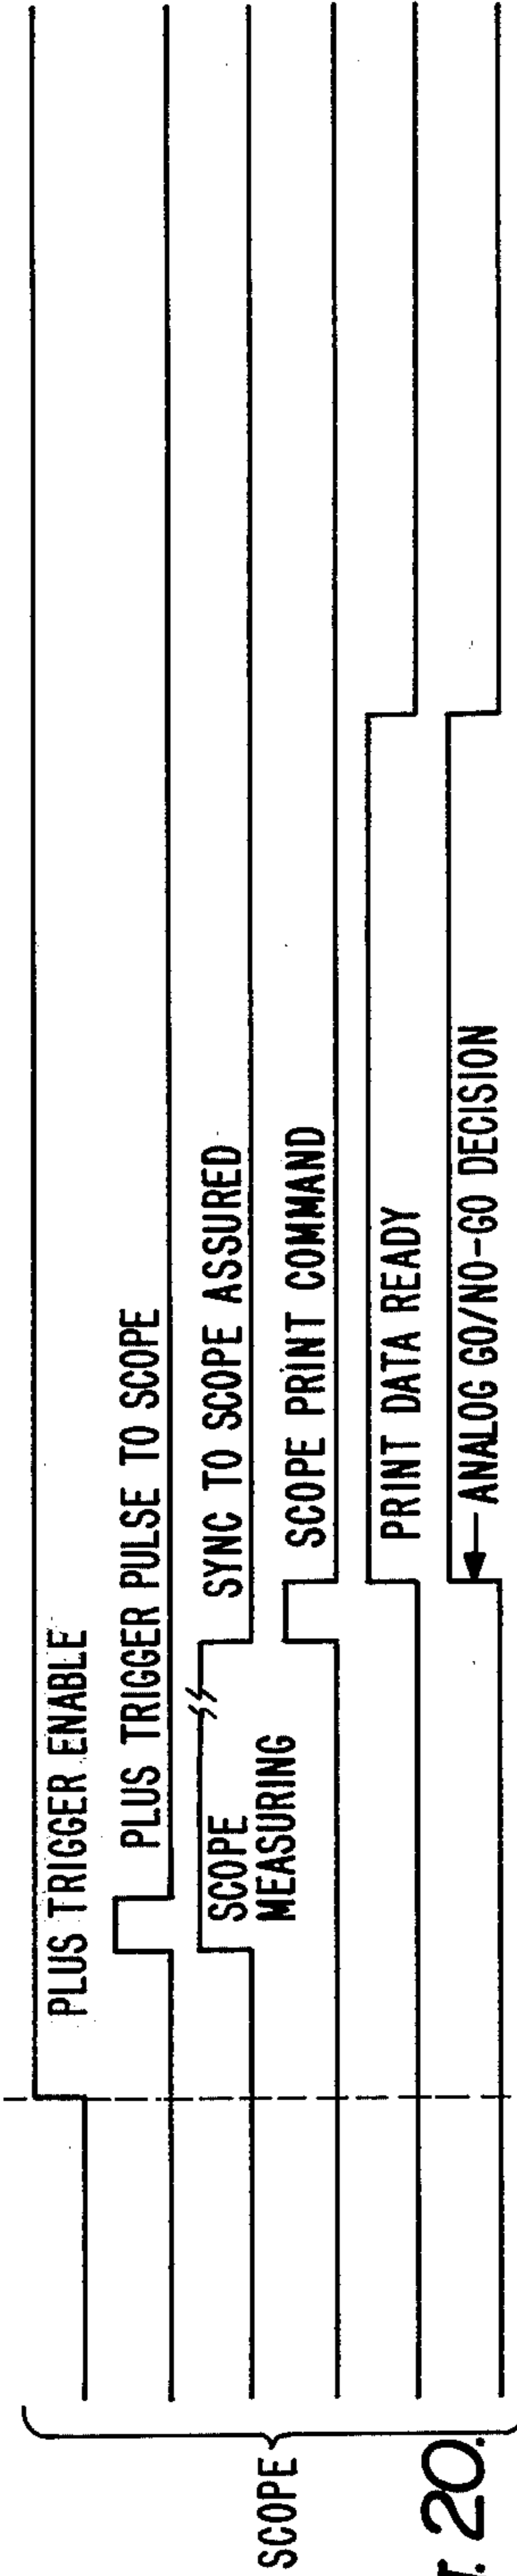 PLUS TRIGGER ENABLE
PLUS TRIGGER PULSE TO SCOPE
SCOPE
MEASURING
SYNC TO SCOPE ASSURED
SCOPE PRINT COMMAND
PRINT DATA READY
ANALOG GO/NO-GO DECISION
SCOPE
20.